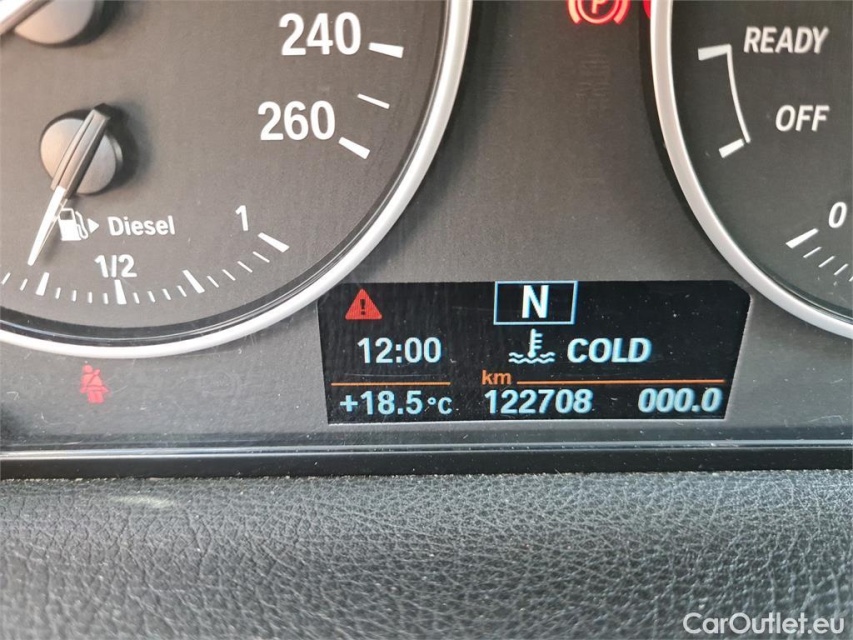 240
260
READY
OFF
0
Diesel
1
1/2
N
12:00
COLD
km
+18.5°C
122708
000.0
P
CarOutlet.eu